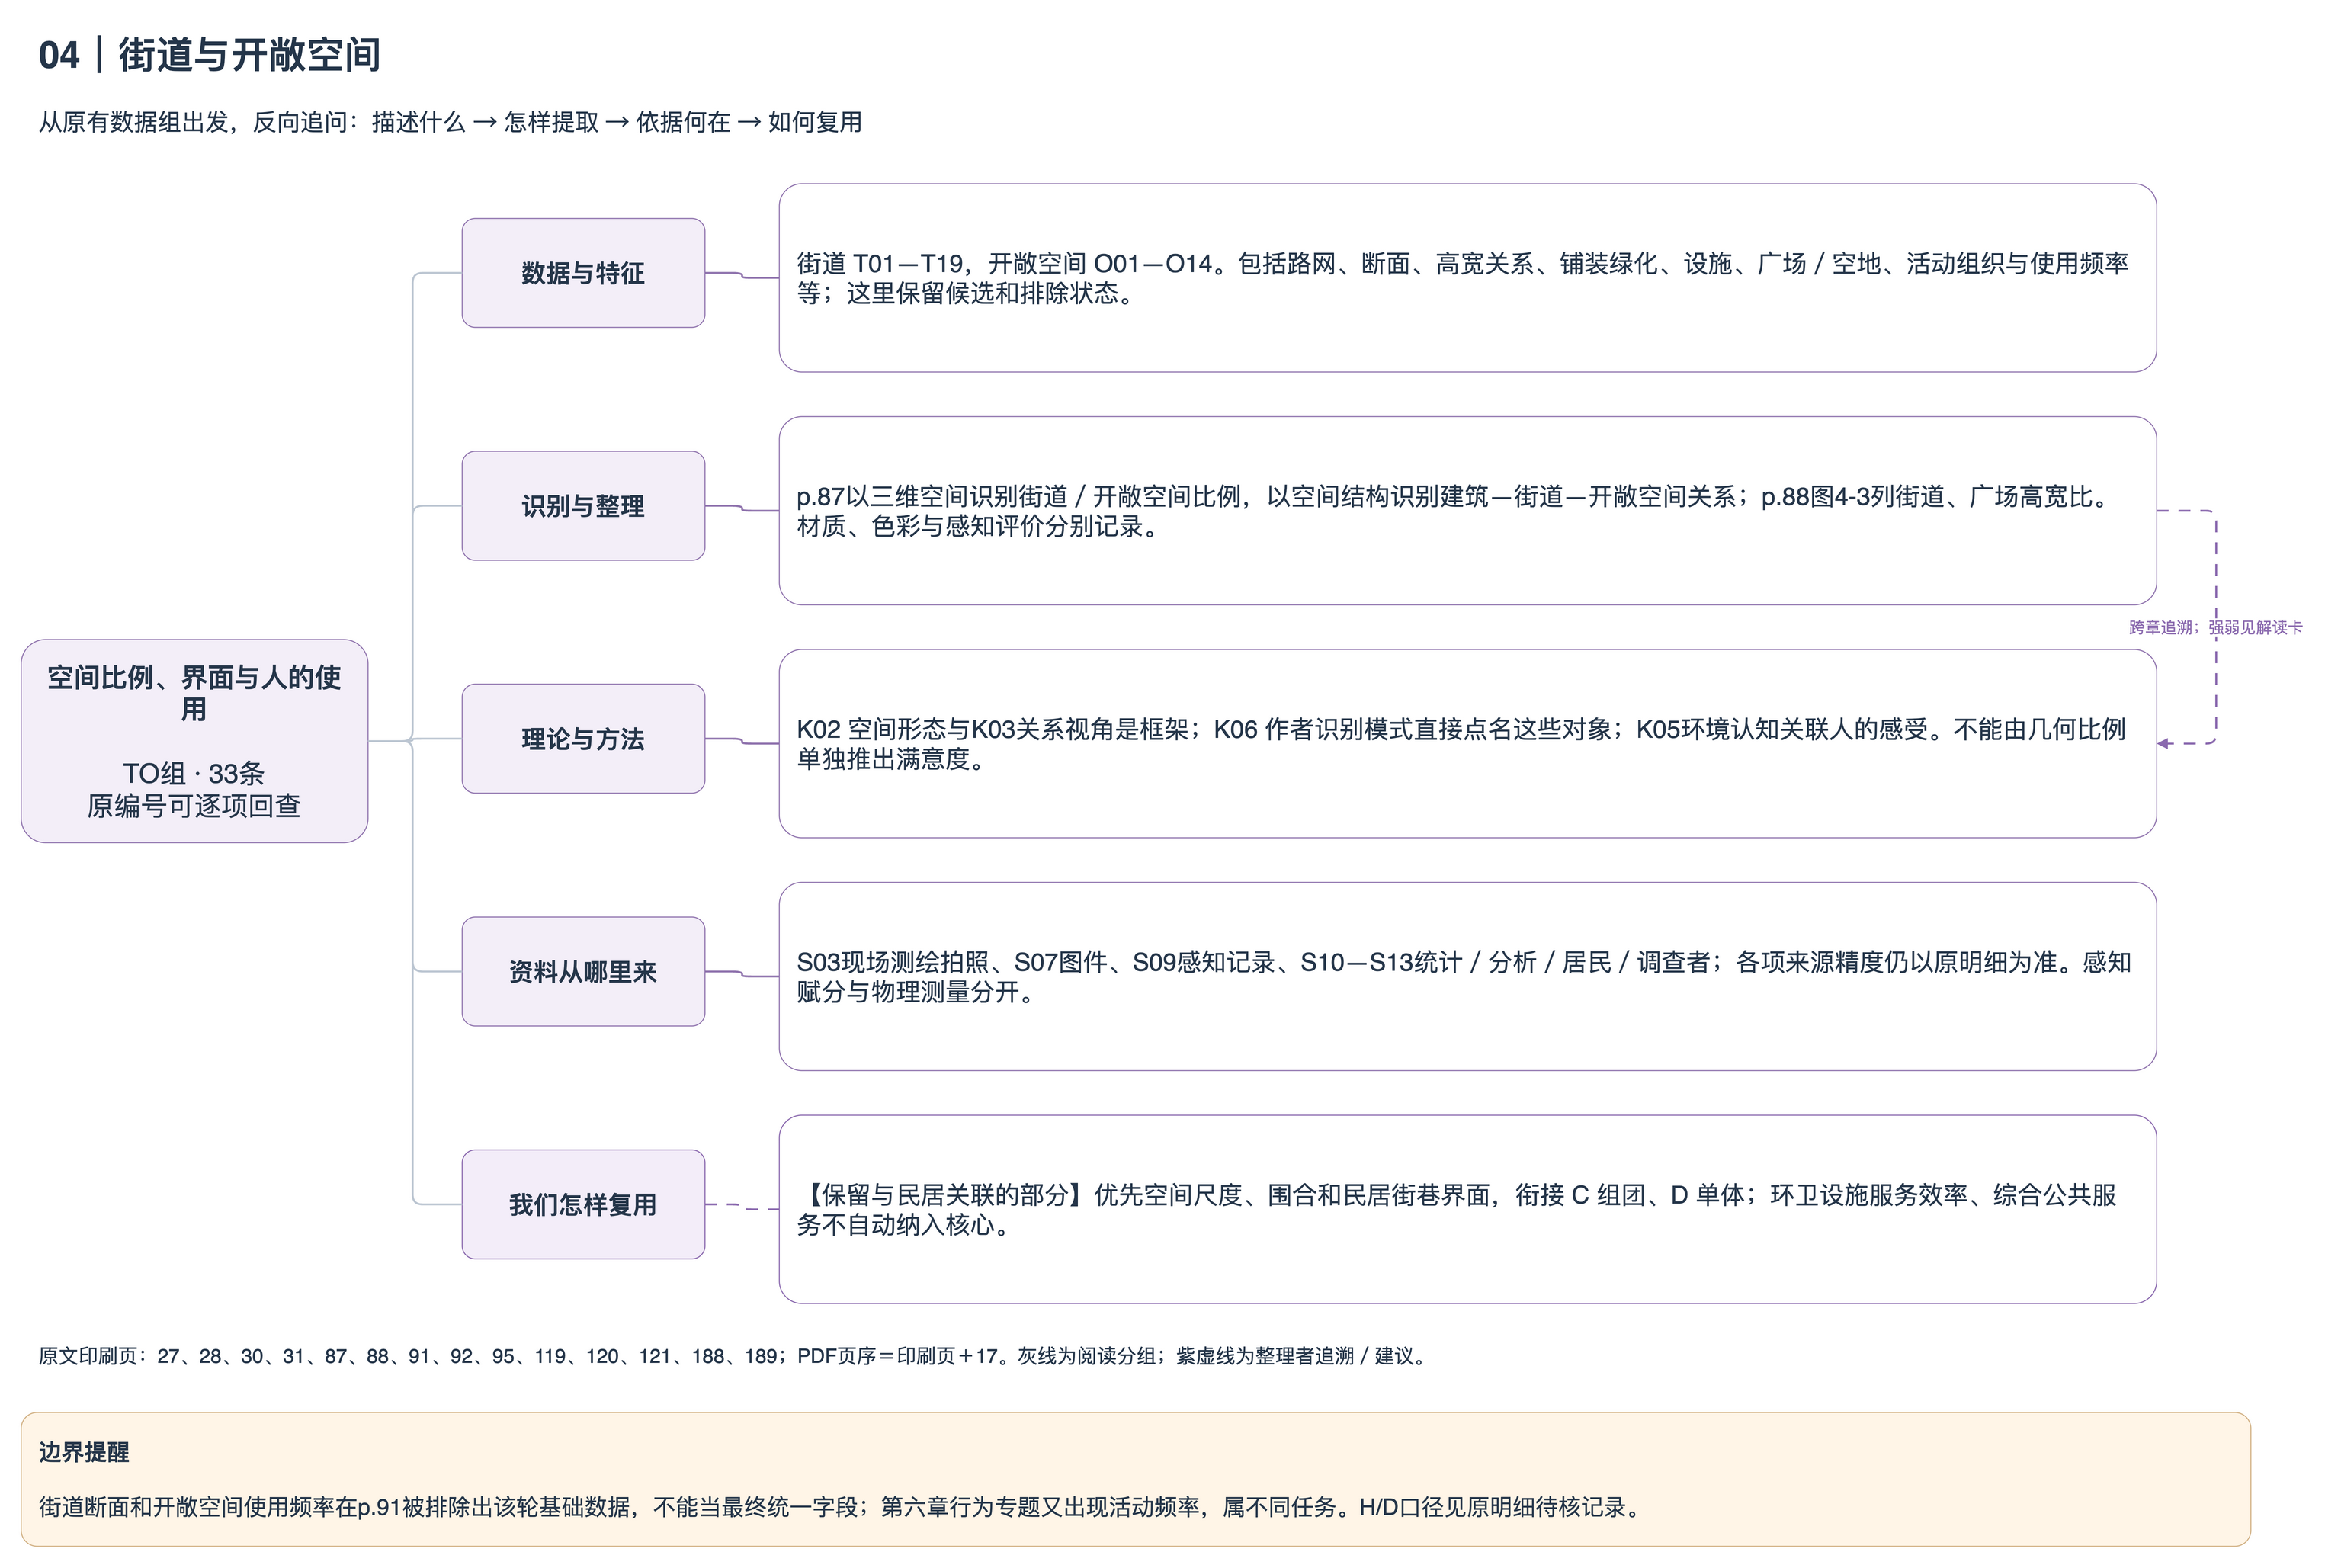 04｜街道与开敞空间
从原有数据组出发，反向追问：描述什么 → 怎样提取 → 依据何在 → 如何复用
空间比例、界面与人的使
用
TO组 · 33条
原编号可逐项回查
数据与特征
街道 T01—T19，开敞空间 O01—O14。包括路网、断面、高宽关系、铺装绿化、设施、广场 / 空地、活动组织与使用频率
等；这里保留候选和排除状态。
识别与整理
p.87以三维空间识别街道 / 开敞空间比例，以空间结构识别建筑—街道—开敞空间关系；p.88图4-3列街道、广场高宽比。
材质、色彩与感知评价分别记录。
跨章追溯；强弱见解读卡
理论与方法
K02 空间形态与K03关系视角是框架；K06 作者识别模式直接点名这些对象；K05环境认知关联人的感受。不能由几何比例
单独推出满意度。
资料从哪里来
S03现场测绘拍照、S07图件、S09感知记录、S10—S13统计 / 分析 / 居民 / 调查者；各项来源精度仍以原明细为准。感知
赋分与物理测量分开。
我们怎样复用
【保留与民居关联的部分】优先空间尺度、围合和民居街巷界面，衔接 C 组团、D 单体；环卫设施服务效率、综合公共服
务不自动纳入核心。
原文印刷页：27、28、30、31、87、88、91、92、95、119、120、121、188、189；PDF页序＝印刷页＋17。灰线为阅读分组；紫虚线为整理者追溯 / 建议。
边界提醒
街道断面和开敞空间使用频率在p.91被排除出该轮基础数据，不能当最终统一字段；第六章行为专题又出现活动频率，属不同任务。H/D口径见原明细待核记录。